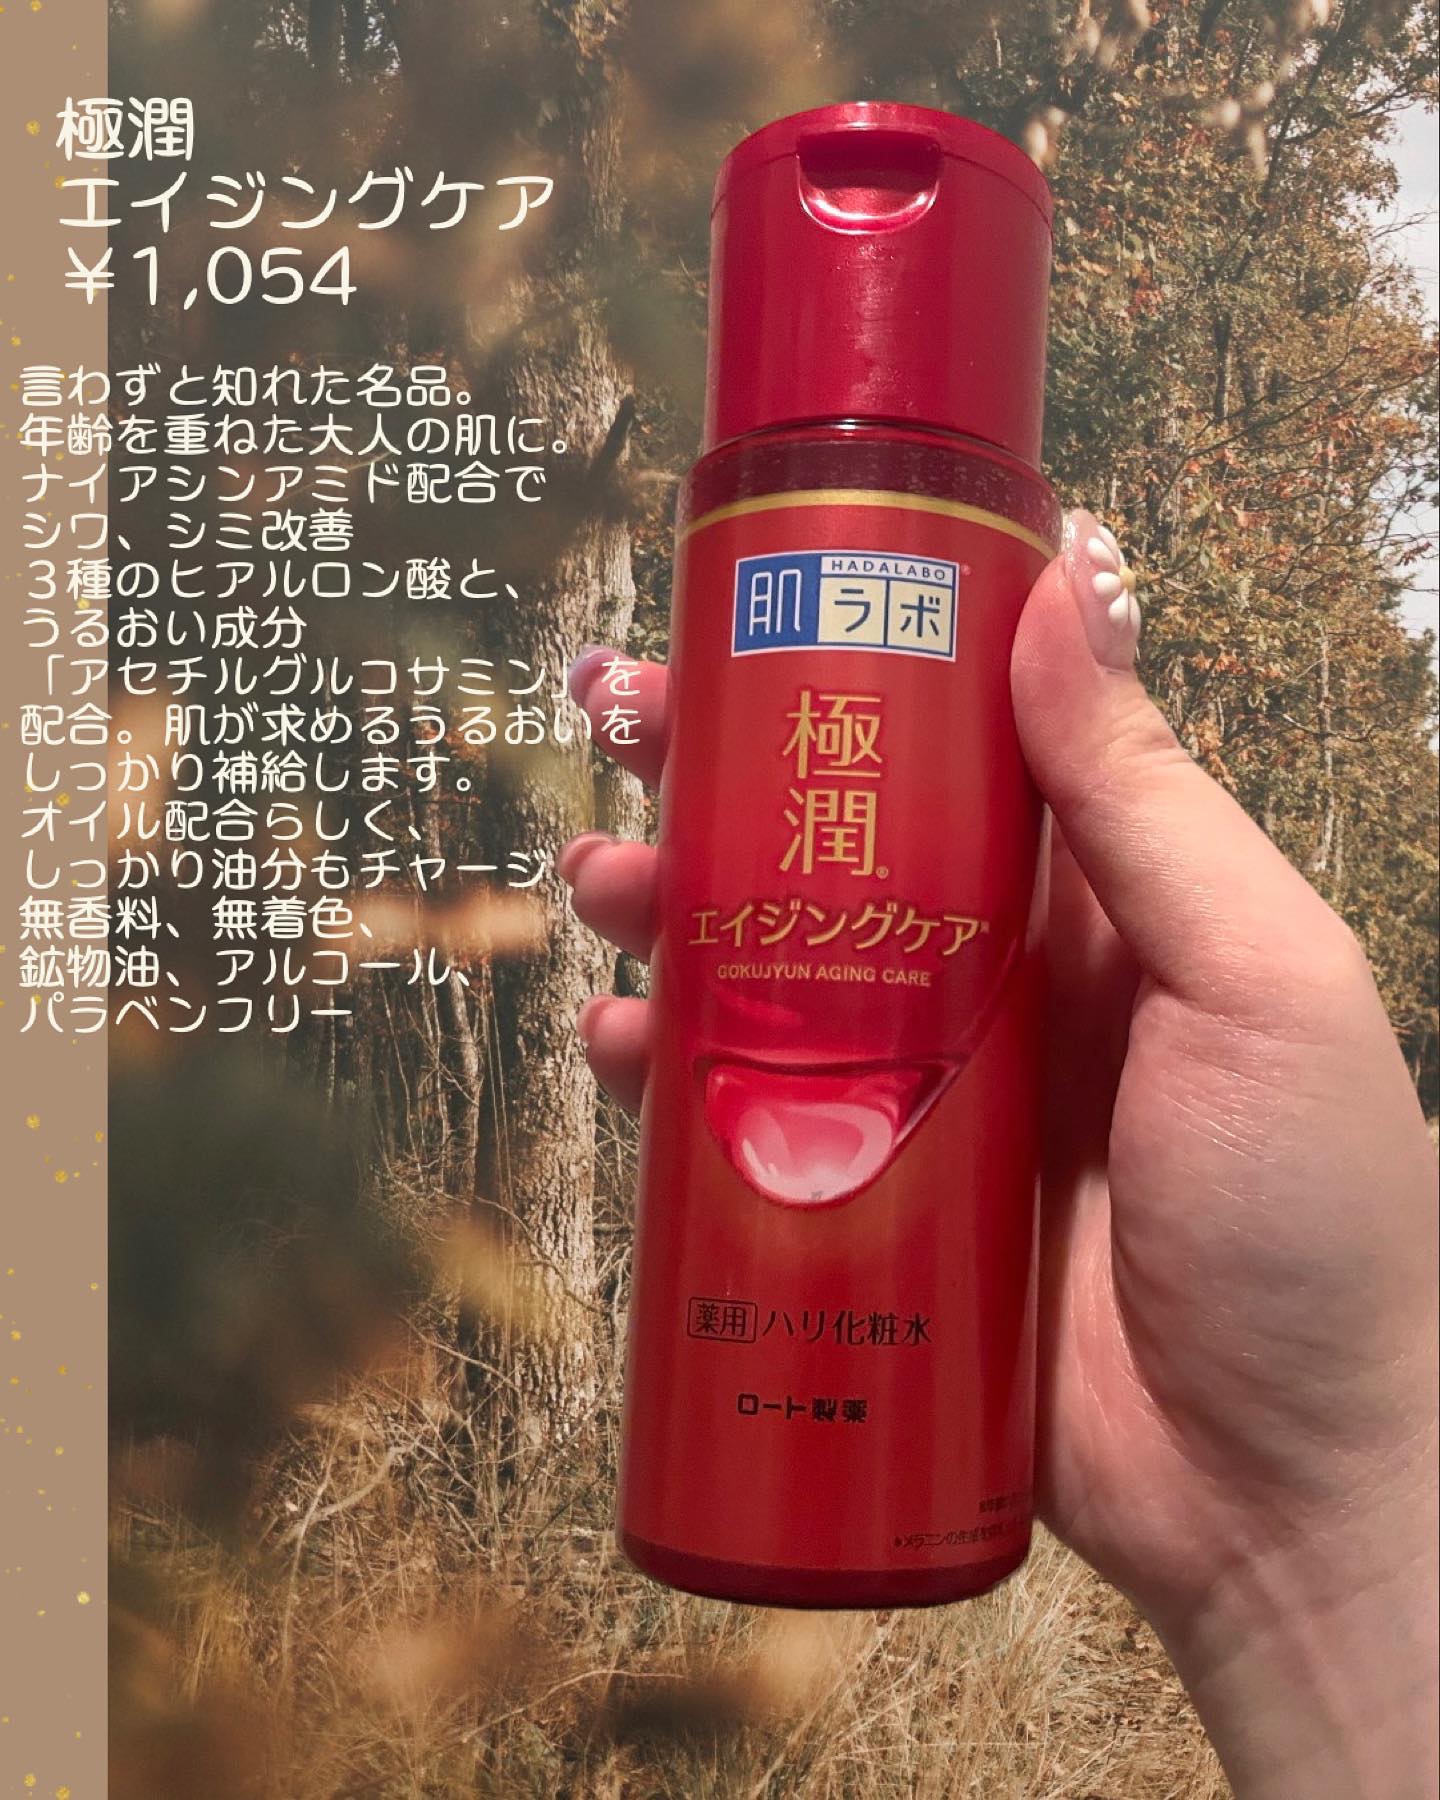 極潤
エイジングケア
￥1,054
言わずと知れた名品。
年齢を重ねた大人の肌に。
ナイアシンアミド配合で
シワ、シミ改善
３種のヒアルロン酸と、
うるおい成分
「アセチルグルコサミン」を
配合。肌が求めるうるおいを
しっかり補給します。
オイル配合らしく、
しっかり油分もチャージ
無香料、無着色、
鉱物油、アルコール、
パラベンフリー
HADALABO®
肌ラボ
極
潤®
エイジングケア※
GOKUJYUN AGING CARE
薬用 ハリ化粧水
ロート製薬
*メラニンの生成を